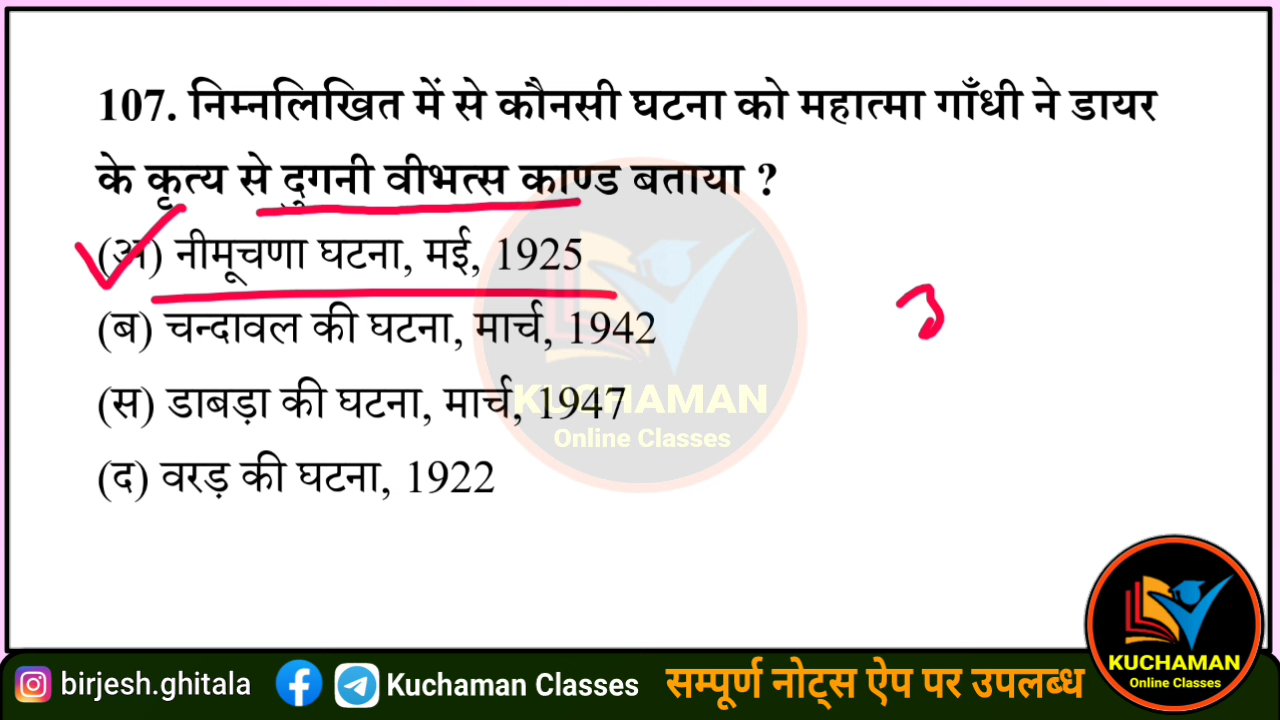 107. निम्नलिखित में से कौनसी घटना को महात्मा गाँधी ने डायर
के कृत्य से दुगनी वीभत्स काण्ड बताया ?
(अ) नीमूचणा घटना, मई, 1925
(ब) चन्दावल की घटना, मार्च, 1942
(स) डाबड़ा की घटना, मार्च, 1947
(द) वरड़ की घटना, 1922
KUCHAMAN
Online Classes
KUCHAMAN
Online Classes
birjesh.ghitala
Kuchaman Classes
सम्पूर्ण नोट्स ऐप पर उपलब्ध